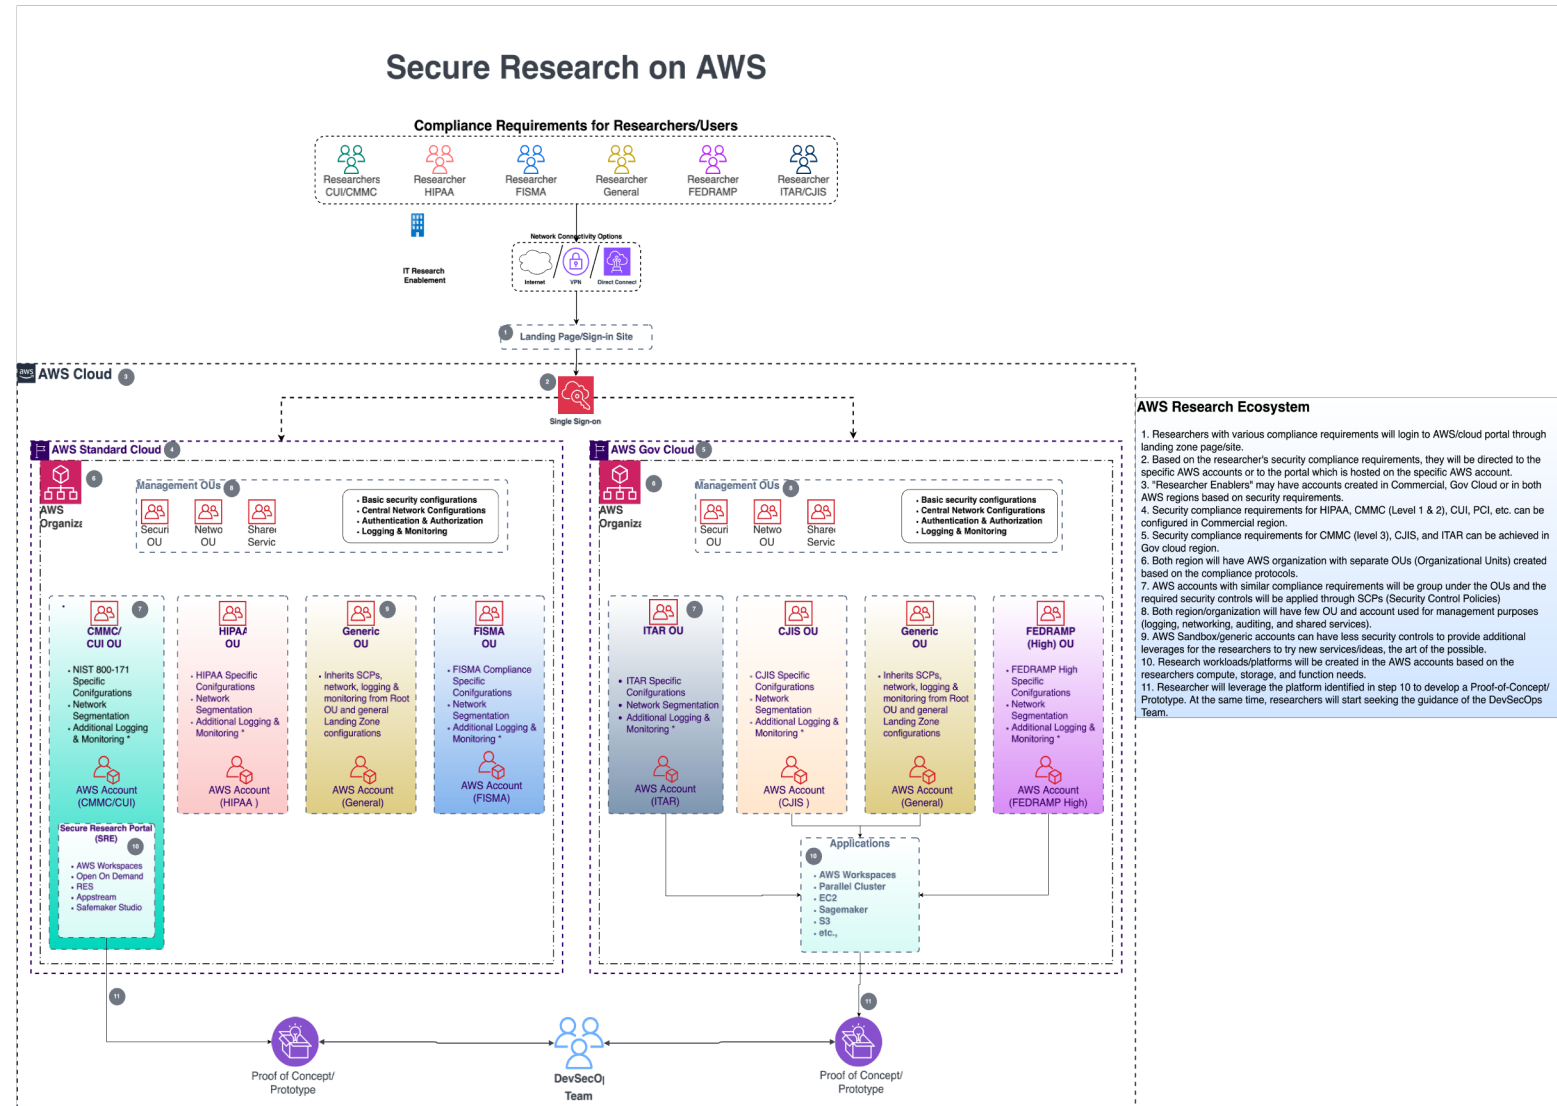 Secure Research on AWS
Compliance Requirements for Researchers/Users
Researchers
CUI/CMMC
Researcher
HIPAA
Researcher
FISMA
Researcher
General
Researcher
FEDRAMP
Researcher
ITAR/CJIS
IT Research
Enablement
Network Connectivity Options
Internet
VPN
Direct Connect
1
Landing Page/Sign-in Site
aws
AWS Cloud
3
2
Single Sign-on
AWS Standard Cloud
4
6
AWS
Organiza
Management OUs
8
Securi
OU
Netwo
OU
Share
Servic
• Basic security configurations
• Central Network Configurations
• Authentication & Authorization
• Logging & Monitoring
•
7
CMMC/
CUI OU
• NIST 800-171
Specific
Conifgurations
• Network
Segmentation
• Additional Logging
& Monitoring *
AWS Account
(CMMC/CUI)
Secure Research Portal
(SRE)
10
• AWS Workspaces
• Open On Demand
• RES
• Appstream
• Safemaker Studio
HIPAA
OU
• HIPAA Specific
Conifgurations
• Network
Segmentation
• Additional Logging &
Monitoring *
AWS Account
(HIPAA )
9
Generic
OU
• Inherits SCPs,
network, logging &
monitoring from Root
OU and general
Landing Zone
configurations
AWS Account
(General)
FISMA
OU
• FISMA Compliance
Specific
Conifgurations
• Network
Segmentation
• Additional Logging &
Monitoring *
AWS Account
(FISMA)
AWS Gov Cloud
5
6
AWS
Organiza
Management OUs
8
Securi
OU
Netwo
OU
Share
Servic
• Basic security configurations
• Central Network Configurations
• Authentication & Authorization
• Logging & Monitoring
7
ITAR OU
• ITAR Specific
Conifgurations
• Network Segmentation
• Additional Logging &
Monitoring *
AWS Account
(ITAR)
CJIS OU
• CJIS Specific
Conifgurations
• Network
Segmentation
• Additional Logging &
Monitoring *
AWS Account
(CJIS )
Generic
OU
• Inherits SCPs,
network, logging &
monitoring from Root
OU and general
Landing Zone
configurations
AWS Account
(General)
FEDRAMP
(High) OU
• FEDRAMP High
Specific
Conifgurations
• Network
Segmentation
• Additional Logging &
Monitoring *
AWS Account
(FEDRAMP High)
Applications
10
• AWS Workspaces
• Parallel Cluster
• EC2
• Sagemaker
• S3
• etc.,
11
11
Proof of Concept/
Prototype
DevSecO
Team
Proof of Concept/
Prototype
AWS Research Ecosystem
1. Researchers with various compliance requirements will login to AWS/cloud portal through
landing zone page/site.
2. Based on the researcher's security compliance requirements, they will be directed to the
specific AWS accounts or to the portal which is hosted on the specific AWS account.
3. "Researcher Enablers" may have accounts created in Commercial, Gov Cloud or in both
AWS regions based on security requirements.
4. Security compliance requirements for HIPAA, CMMC (Level 1 & 2), CUI, PCI, etc. can be
configured in Commercial region.
5. Security compliance requirements for CMMC (level 3), CJIS, and ITAR can be achieved in
Gov cloud region.
6. Both region will have AWS organization with separate OUs (Organizational Units) created
based on the compliance protocols.
7. AWS accounts with similar compliance requirements will be group under the OUs and the
required security controls will be applied through SCPs (Security Control Policies)
8. Both region/organization will have few OU and account used for management purposes
(logging, networking, auditing, and shared services).
9. AWS Sandbox/generic accounts can have less security controls to provide additional
leverages for the researchers to try new services/ideas, the art of the possible.
10. Research workloads/platforms will be created in the AWS accounts based on the
researchers compute, storage, and function needs.
11. Researcher will leverage the platform identified in step 10 to develop a Proof-of-Concept/
Prototype. At the same time, researchers will start seeking the guidance of the DevSecOps
Team.